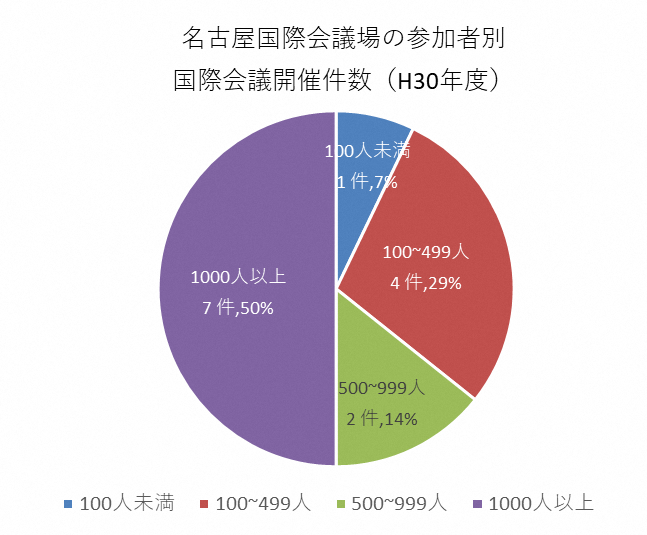 名古屋国際会議場の参加者別
国際会議開催件数（H30年度）
100人未満
1 件,7%
100~499人
4 件,29%
1000人以上
7 件,50%
500~999人
2 件,14%
100人未満 100~499人 500~999人 1000人以上